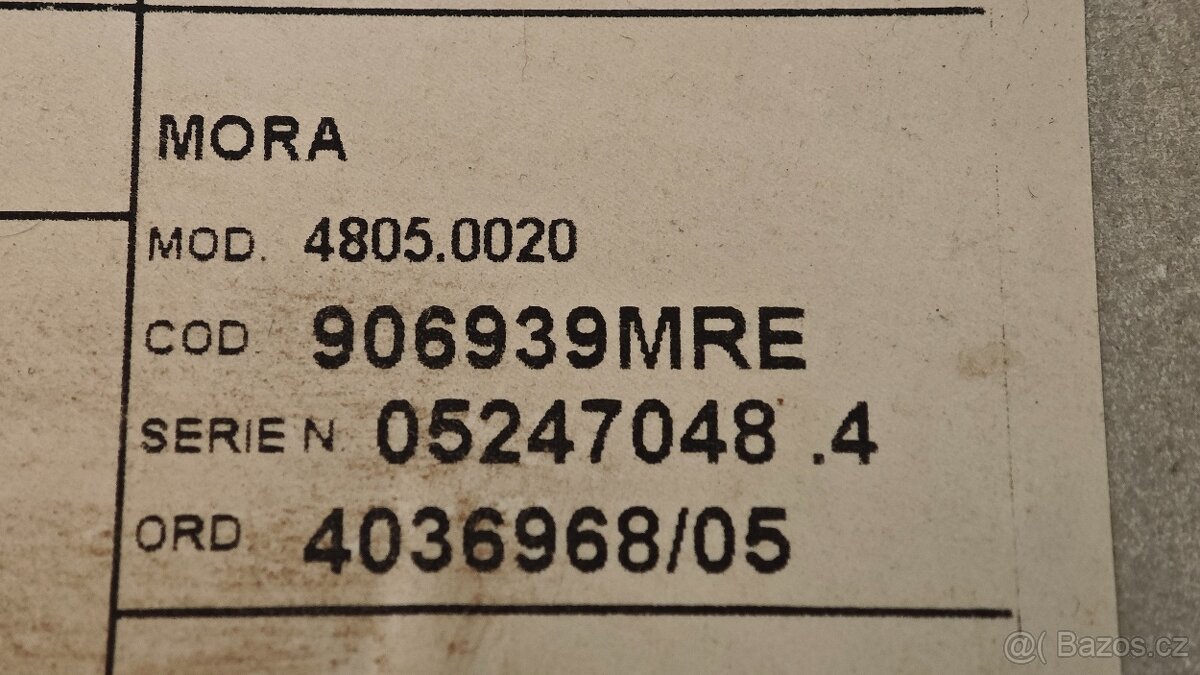 MORA
MOD. 4805.0020
COD 906939MRE
SERIE N. 05247048 .4
ORD 4036968/05
@( Bazos.cz